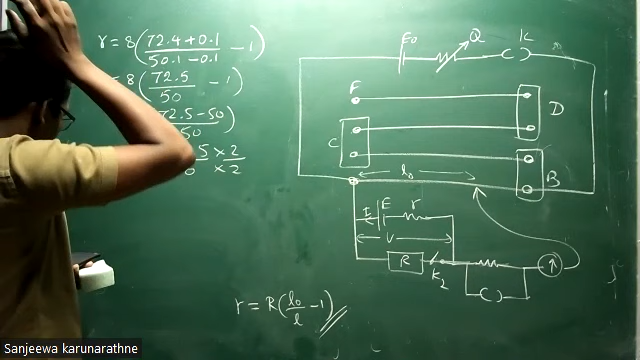 r = 8(72.4+0.1/50.1-0.1 - 1)
= 8(72.5/50 - 1)
72.5-50
50)
5 × 2
0 × 2
E0
Q
K
F
D
C
l0
B
E
r
I
V
R
K2
r = R(l0/l - 1)
Sanjeewa karunarathne